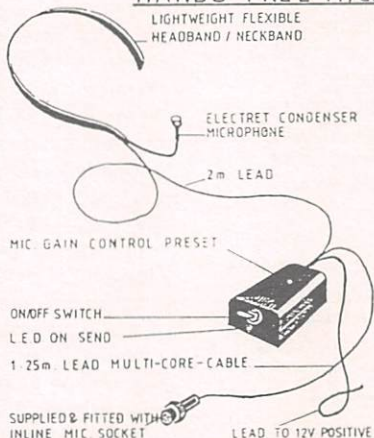 LIGHTWEIGHT FLEXIBLE
HEADBAND / NECKBAND
ELECTRET CONDENSER
MICROPHONE
2m. LEAD
MIC. GAIN CONTROL PRESET
ON/OFF SWITCH
L.E.D ON SEND
1·25m. LEAD MULTI-CORE-CABLE
SUPPLIED & FITTED WITH
INLINE MIC. SOCKET
LEAD TO 12V POSITIVE